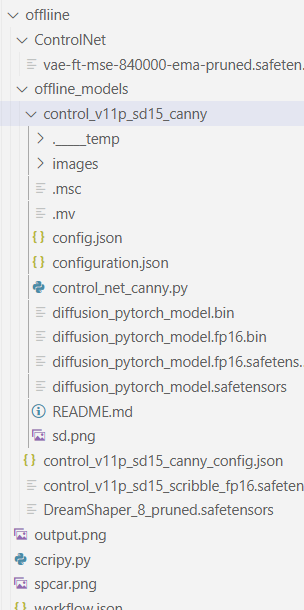 offliine
ControlNet
vae-ft-mse-840000-ema-pruned.safeten...
offline_models
control_v11p_sd15_canny
._____temp
images
.msc
.mv
config.json
configuration.json
control_net_canny.py
diffusion_pytorch_model.bin
diffusion_pytorch_model.fp16.bin
diffusion_pytorch_model.fp16.safetens...
diffusion_pytorch_model.safetensors
README.md
sd.png
control_v11p_sd15_canny_config.json
control_v11p_sd15_scribble_fp16.safeten...
DreamShaper_8_pruned.safetensors
output.png
scripy.py
spcar.png
workflow.json